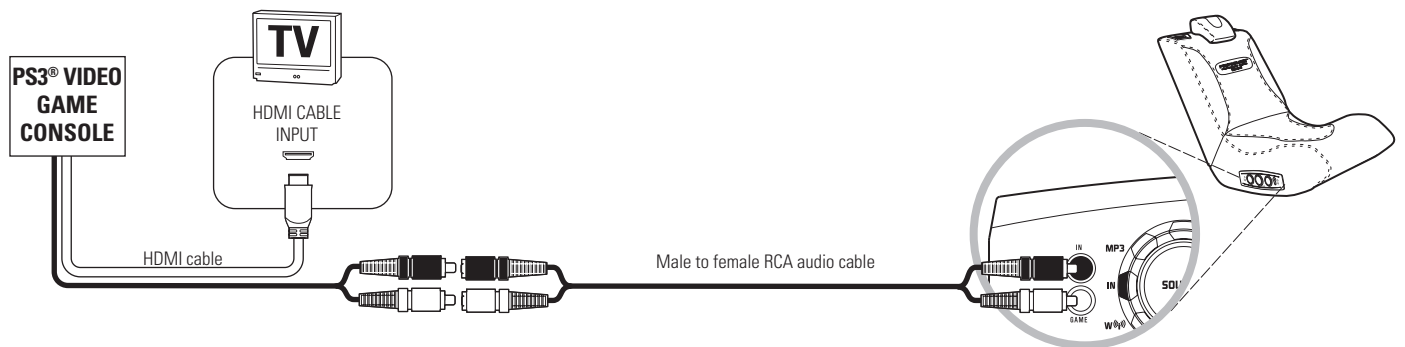 TV
PS3® VIDEO
GAME
CONSOLE
HDMI CABLE
INPUT
HDMI cable
Male to female RCA audio cable
IN
MP3
IN
SOU
GAME
W